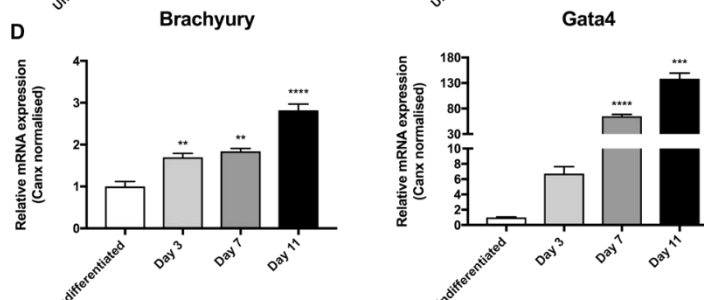 D
Brachyury
Relative mRNA expression
(Canx normalised)
4
3
2
1
0
**
**
****
Day 3
Day 7
Day 11
Gata4
Relative mRNA expression
(Canx normalised)
180
130
80
30
10
8
6
4
2
0
****
***
Day 3
Day 7
Day 11